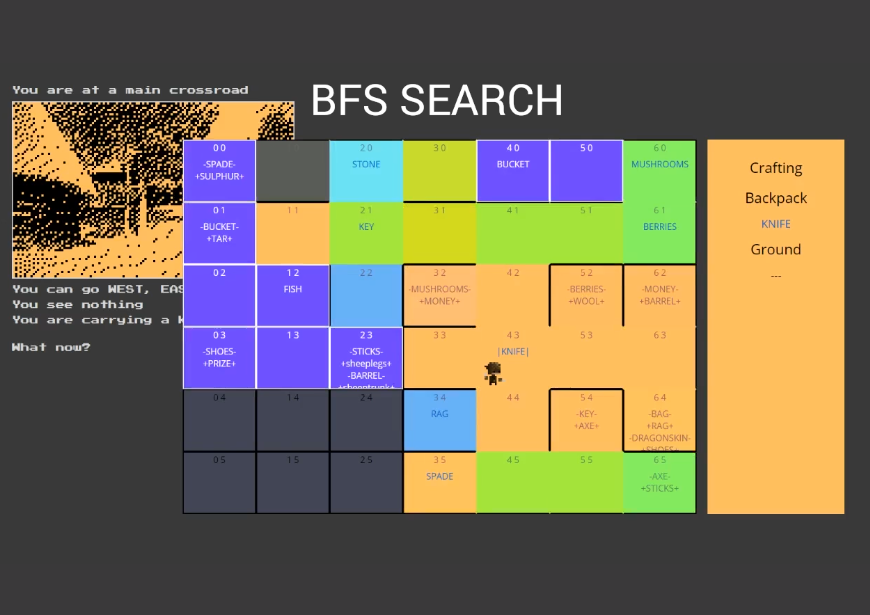 You are at a main crossroad
BFS SEARCH
0 0
-SPADE-
+SULPHUR+
2 0
STONE
3 0
4 0
BUCKET
5 0
6 0
MUSHROOMS
0 1
-BUCKET-
+TAR+
1 1
2 1
KEY
3 1
4 1
5 1
6 1
BERRIES
0 2
1 2
FISH
2 2
3 2
-MUSHROOMS-
+MONEY+
4 2
5 2
-BERRIES-
+WOOL+
6 2
-MONEY-
+BARREL+
0 3
-SHOES-
+PRIZE+
1 3
2 3
-STICKS-
+sheeplegs+
-BARREL-
+sheeptrunk+
3 3
4 3
|KNIFE|
5 3
6 3
0 4
1 4
2 4
3 4
RAG
4 4
5 4
-KEY-
+AXE+
6 4
-BAG-
+RAG+
-DRAGONSKIN-
+SHOES+
0 5
1 5
2 5
3 5
SPADE
4 5
5 5
6 5
-AXE-
+STICKS+
You can go WEST, EAS
You see nothing
You are carrying a K
What now?
Crafting
Backpack
KNIFE
Ground
---